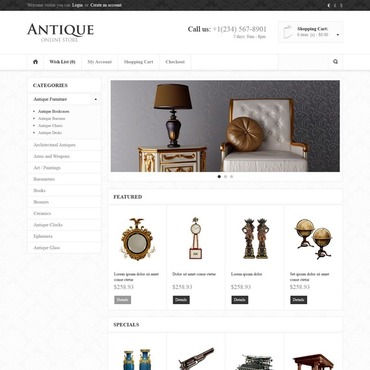 Welcome visitor you can Login or Create an account
€ £ $
ANTIQUE
ONLINE STORE
Call us: +1(234) 567-8901
7 days: 9am - 8pm
Shopping Cart:
0 item (s) - $0.00
Wish List (0) My Account Shopping Cart Checkout
CATEGORIES
Antique Furniture
Antique Bookcases
Antique Bureaus
Antique Chairs
Antique Desks
Architectural Antiques
Arms and Weapons
Art / Paintings
Barometers
Books
Bronzes
Ceramics
Antique Clocks
Ephemera
Antique Glass
FEATURED
Lorem ipsum dolor sit amet conse ctetur
$258.93
Details
Dolor sit amet conse ctetur
$258.93
Details
Lorem ipsum dolor
$258.93
Details
Set ipsum dolor sit amet conse ctetur
$258.93
Details
SPECIALS